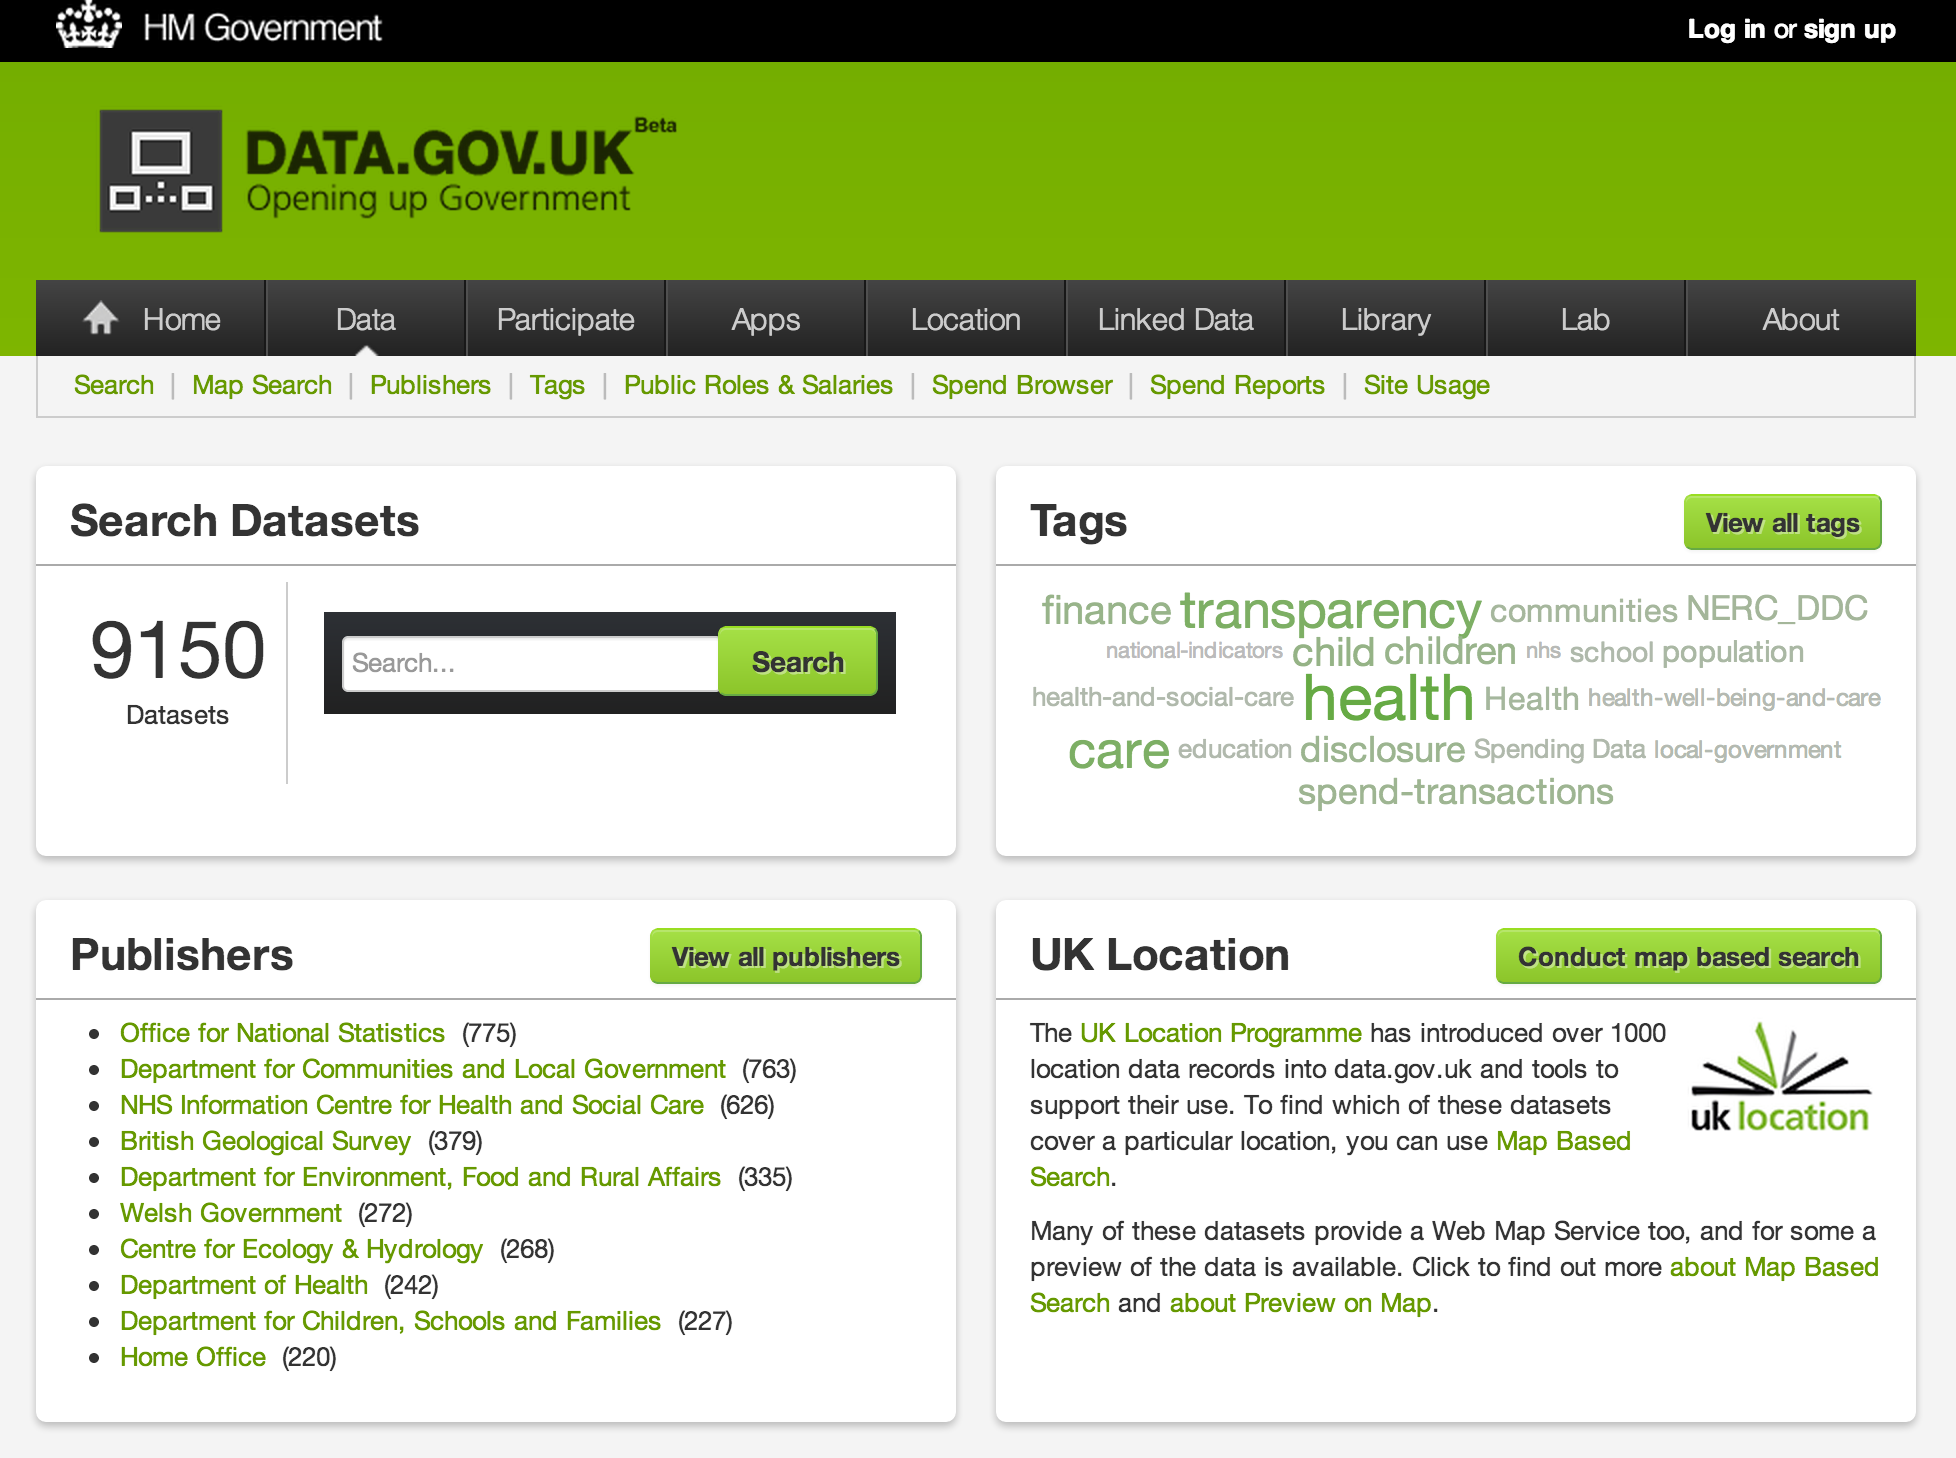 HM Government
Log in or sign up
DATA.GOV.UK Beta
Opening up Government
Home
Data
Participate
Apps
Location
Linked Data
Library
Lab
About
Search | Map Search | Publishers | Tags | Public Roles & Salaries | Spend Browser | Spend Reports | Site Usage
Search Datasets
9150
Datasets
Search...
Search
Tags
View all tags
finance transparency communities NERC_DDC
national-indicators child children nhs school population
health-and-social-care health Health health-well-being-and-care
care education disclosure Spending Data local-government
spend-transactions
Publishers
View all publishers
Office for National Statistics (775)
Department for Communities and Local Government (763)
NHS Information Centre for Health and Social Care (626)
British Geological Survey (379)
Department for Environment, Food and Rural Affairs (335)
Welsh Government (272)
Centre for Ecology & Hydrology (268)
Department of Health (242)
Department for Children, Schools and Families (227)
Home Office (220)
UK Location
Conduct map based search
The UK Location Programme has introduced over 1000
location data records into data.gov.uk and tools to
support their use. To find which of these datasets
cover a particular location, you can use Map Based
Search.
uk location
Many of these datasets provide a Web Map Service too, and for some a
preview of the data is available. Click to find out more about Map Based
Search and about Preview on Map.